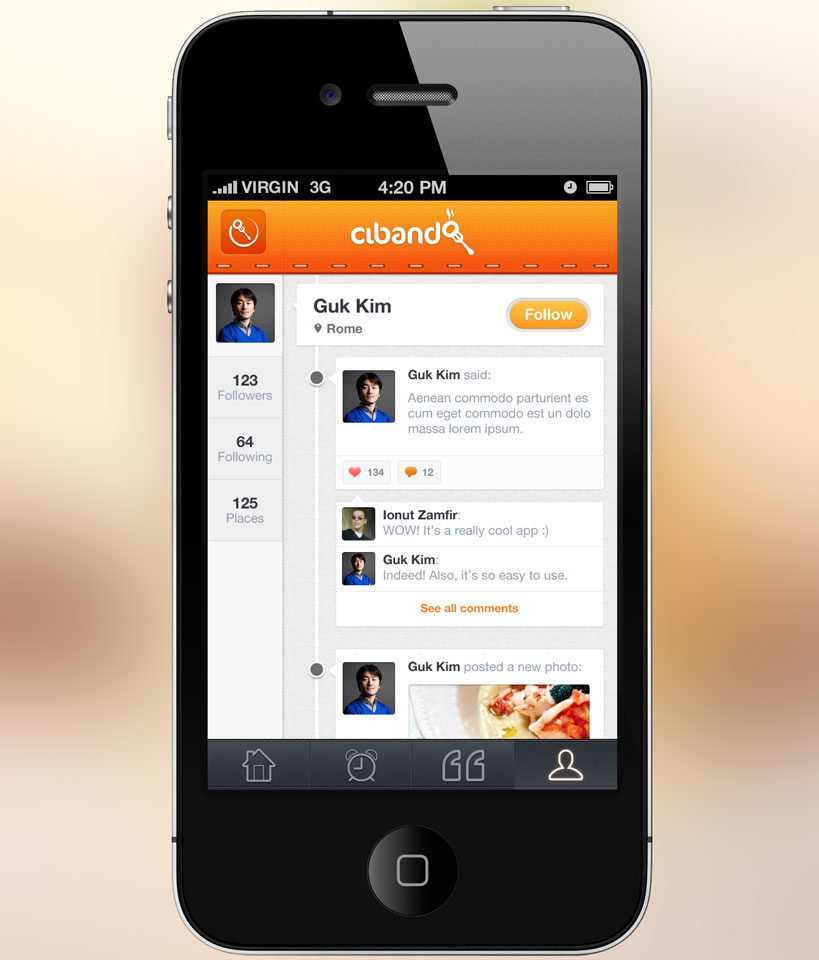 VIRGIN 3G 4:20 PM
cıbando
Guk Kim
Rome
Follow
123
Followers
64
Following
125
Places
Guk Kim said:
Aenean commodo parturient es
cum eget commodo est un dolo
massa lorem ipsum.
134 12
Ionut Zamfir:
WOW! It's a really cool app :)
Guk Kim:
Indeed! Also, it's so easy to use.
See all comments
Guk Kim posted a new photo: